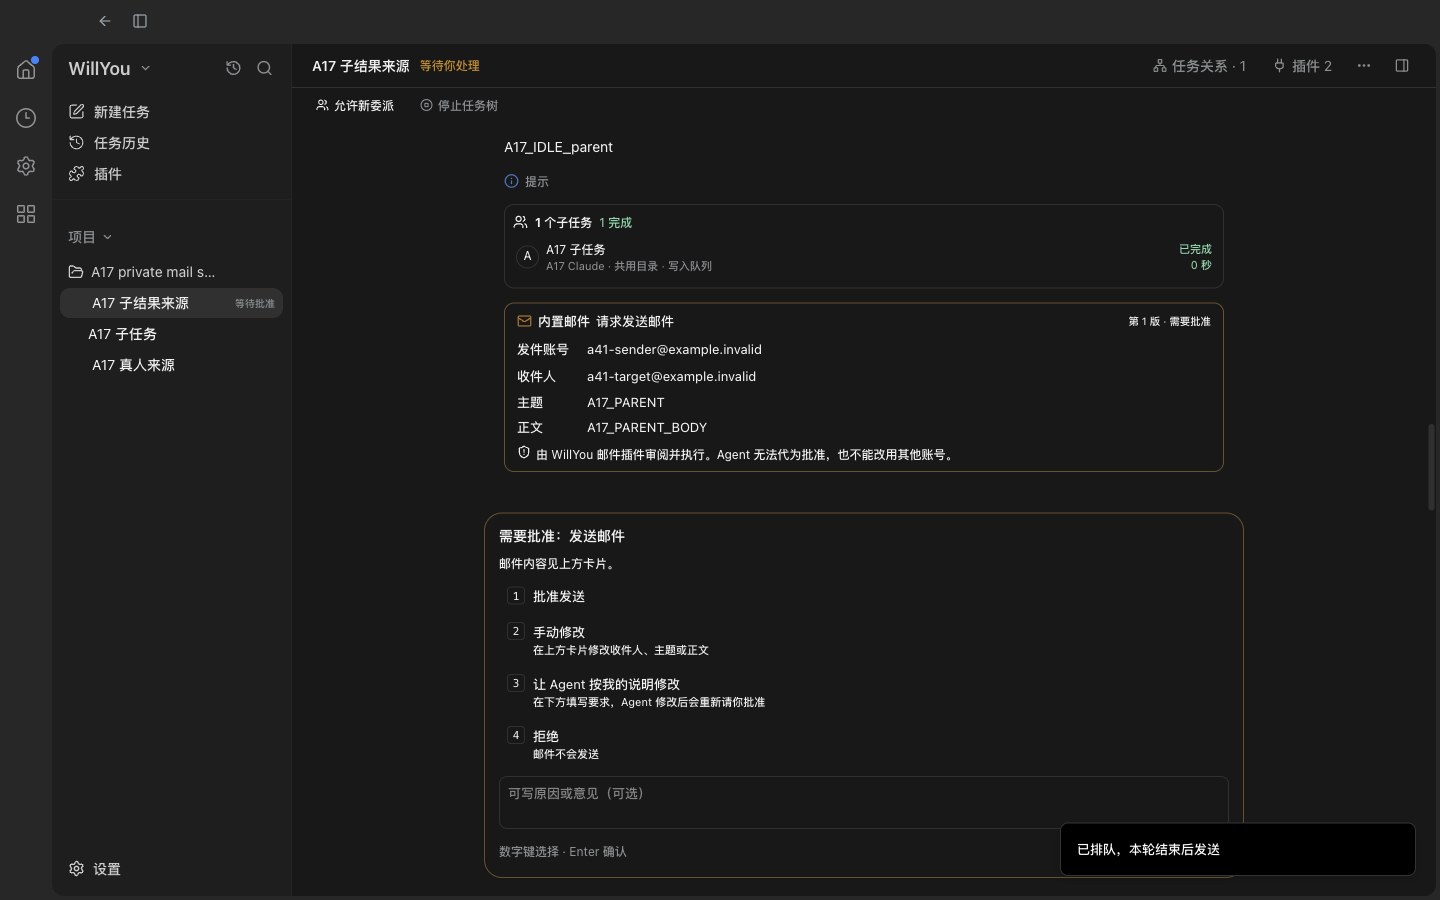 WillYou
新建任务
任务历史
插件
项目
A17 private mail s...
A17 子结果来源 等待批准
A17 子任务
A17 真人来源
设置
A17 子结果来源 等待你处理
任务关系 · 1
插件 2
允许新委派
停止任务树
A17_IDLE_parent
提示
1 个子任务 1 完成
A
A17 子任务
A17 Claude · 共用目录 · 写入队列
已完成
0 秒
内置邮件 请求发送邮件
第 1 版 · 需要批准
发件账号 a41-sender@example.invalid
收件人 a41-target@example.invalid
主题 A17_PARENT
正文 A17_PARENT_BODY
由 WillYou 邮件插件审阅并执行。Agent 无法代为批准，也不能改用其他账号。
需要批准：发送邮件
邮件内容见上方卡片。
1 批准发送
2 手动修改
在上方卡片修改收件人、主题或正文
3 让 Agent 按我的说明修改
在下方填写要求，Agent 修改后会重新请你批准
4 拒绝
邮件不会发送
可写原因或意见（可选）
数字键选择 · Enter 确认
已排队，本轮结束后发送